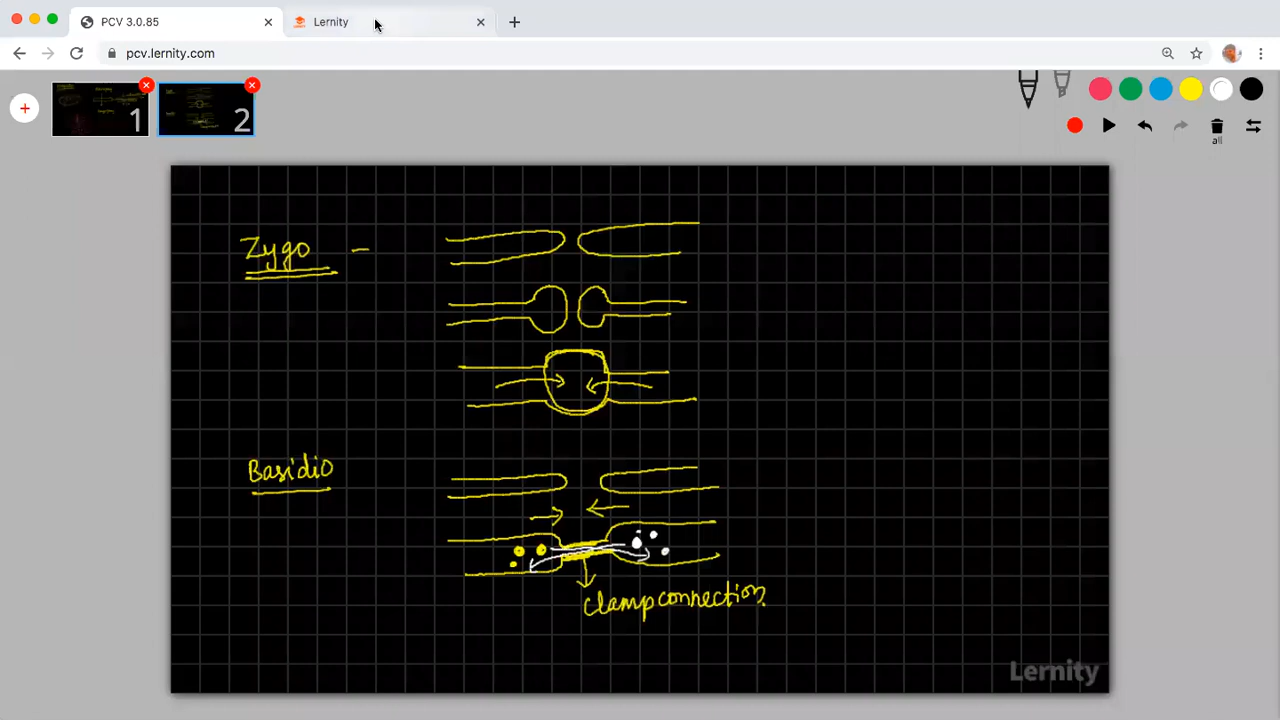 PCV 3.0.85
Lernity
pcv.lernity.com
1
2
all
Zygo –
Basidio
clamp connection
Lernity